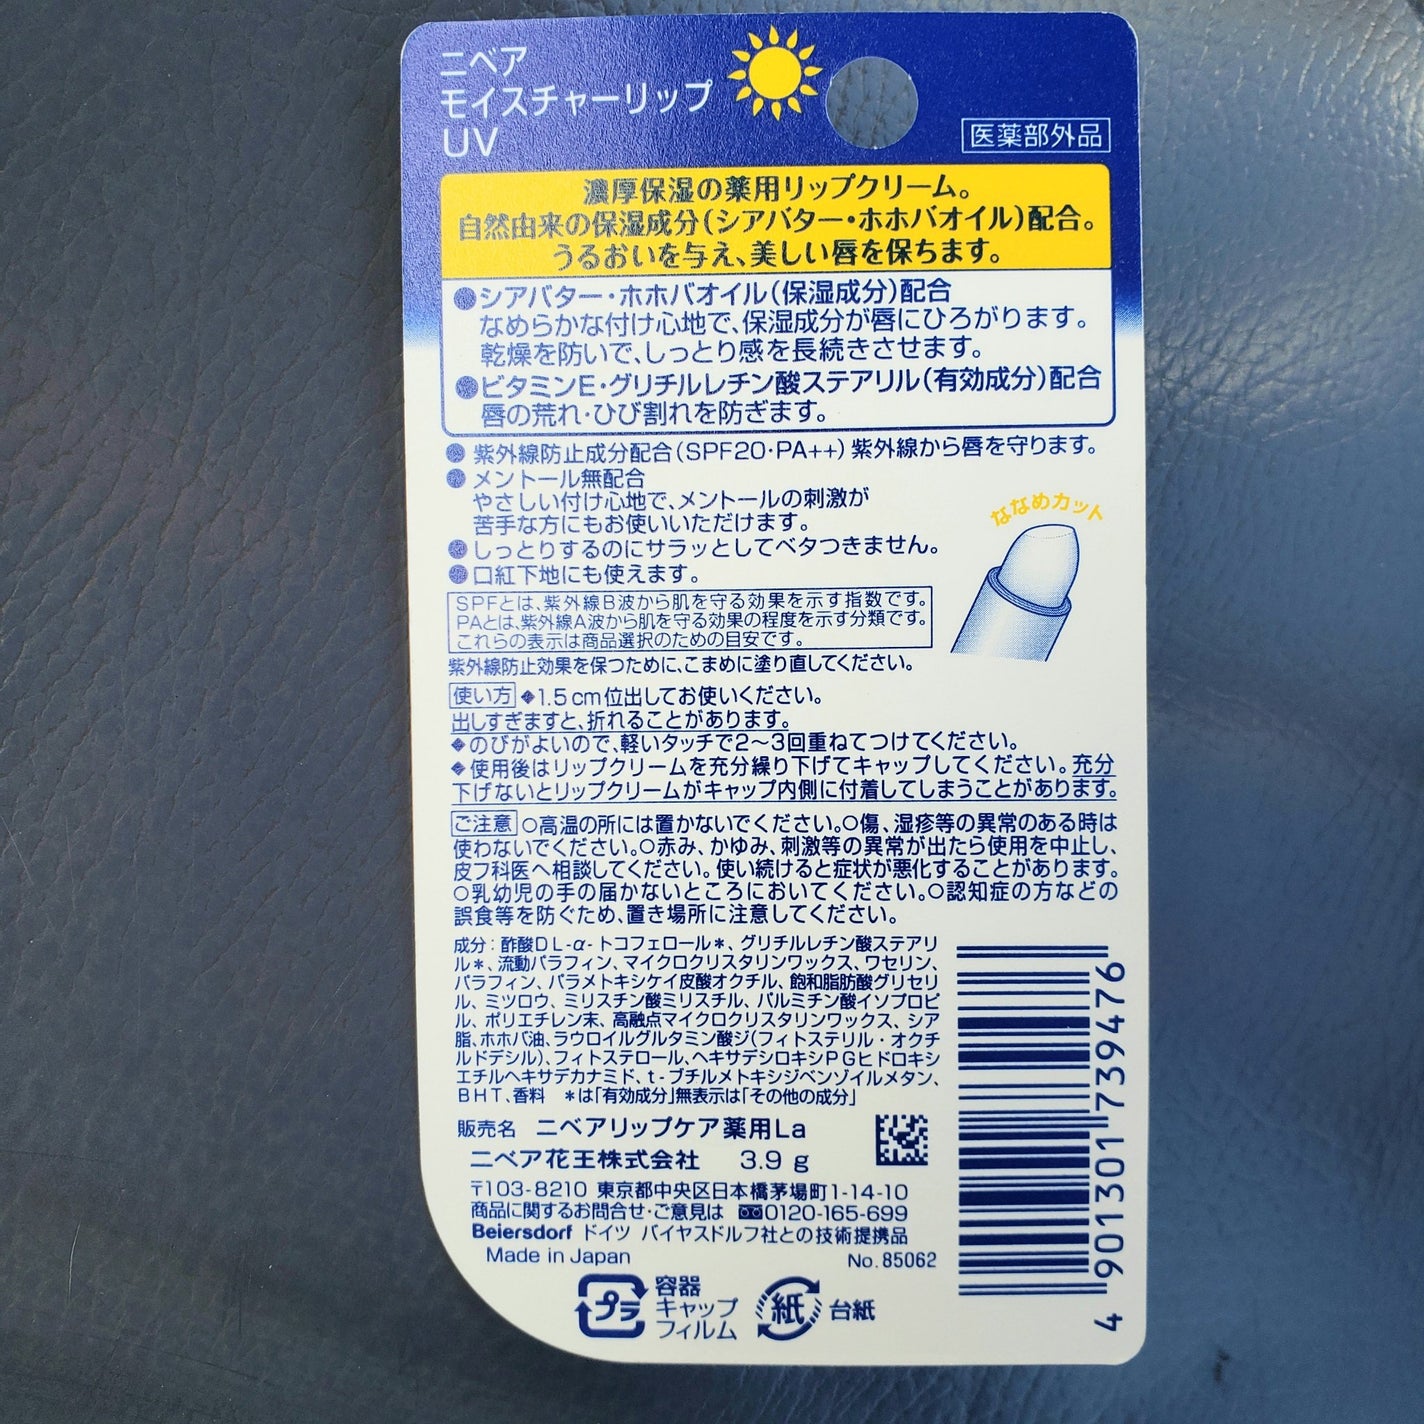 ニベア
モイスチャーリップ
UV
医薬部外品
濃厚保湿の薬用リップクリーム。
自然由来の保湿成分(シアバター・ホホバオイル)配合。
うるおいを与え、美しい唇を保ちます。
●シアバター・ホホバオイル(保湿成分)配合
なめらかな付け心地で、保湿成分が唇にひろがります。
乾燥を防いで、しっとり感を長続きさせます。
●ビタミンE・グリチルレチン酸ステアリル(有効成分)配合
唇の荒れ・ひび割れを防ぎます。
● 紫外線防止成分配合(SPF20・PA++) 紫外線から唇を守ります。
● メントール無配合
やさしい付け心地で、メントールの刺激が
苦手な方にもお使いいただけます。
● しっとりするのにサラッとしてベタつきません。
● 口紅下地にも使えます。
ななめカット
SPFとは、紫外線B波から肌を守る効果を示す指数です。
PAとは、紫外線A波から肌を守る効果の程度を示す分類です。
これらの表示は商品選択のための目安です。
紫外線防止効果を保つために、こまめに塗り直してください。
使い方 ◆1.5cm位出してお使いください。
出しすぎますと、折れることがあります。
◆のびがよいので、軽いタッチで2〜3回重ねてつけてください。
◆使用後はリップクリームを充分繰り下げてキャップしてください。充分
下げないとリップクリームがキャップ内側に付着してしまうことがあります。
ご注意 ○高温の所には置かないでください。○傷、湿疹等の異常のある時は
使わないでください。○赤み、かゆみ、刺激等の異常が出たら使用を中止し、
皮フ科医へ相談してください。使い続けると症状が悪化することがあります。
○乳幼児の手の届かないところにおいてください。○認知症の方などの
誤食等を防ぐため、置き場所に注意してください。
成分：酢酸DL-α-トコフェロール＊、グリチルレチン酸ステアリ
ル＊、流動パラフィン、マイクロクリスタリンワックス、ワセリン、
パラフィン、パラメトキシケイ皮酸オクチル、飽和脂肪酸グリセリ
ル、ミツロウ、ミリスチン酸ミリスチル、パルミチン酸イソプロピ
ル、ポリエチレン末、高融点マイクロクリスタリンワックス、シア
脂、ホホバ油、ラウロイルグルタミン酸ジ(フィトステリル・オクチ
ルドデシル)、フィトステロール、ヘキサデシロキシPGヒドロキシ
エチルヘキサデカナミド、t-ブチルメトキシジベンゾイルメタン、
BHT、香料　＊は「有効成分」無表示は「その他の成分」
販売名　ニベアリップケア薬用La
ニベア花王株式会社　3.9 g
〒103-8210 東京都中央区日本橋茅場町1-14-10
商品に関するお問合せ・ご意見は 0120-165-699
Beiersdorf ドイツ バイヤスドルフ社との技術提携品
Made in Japan
No.85062
プラ
容器
キャップ
フィルム
紙 台紙
4 901301 739476